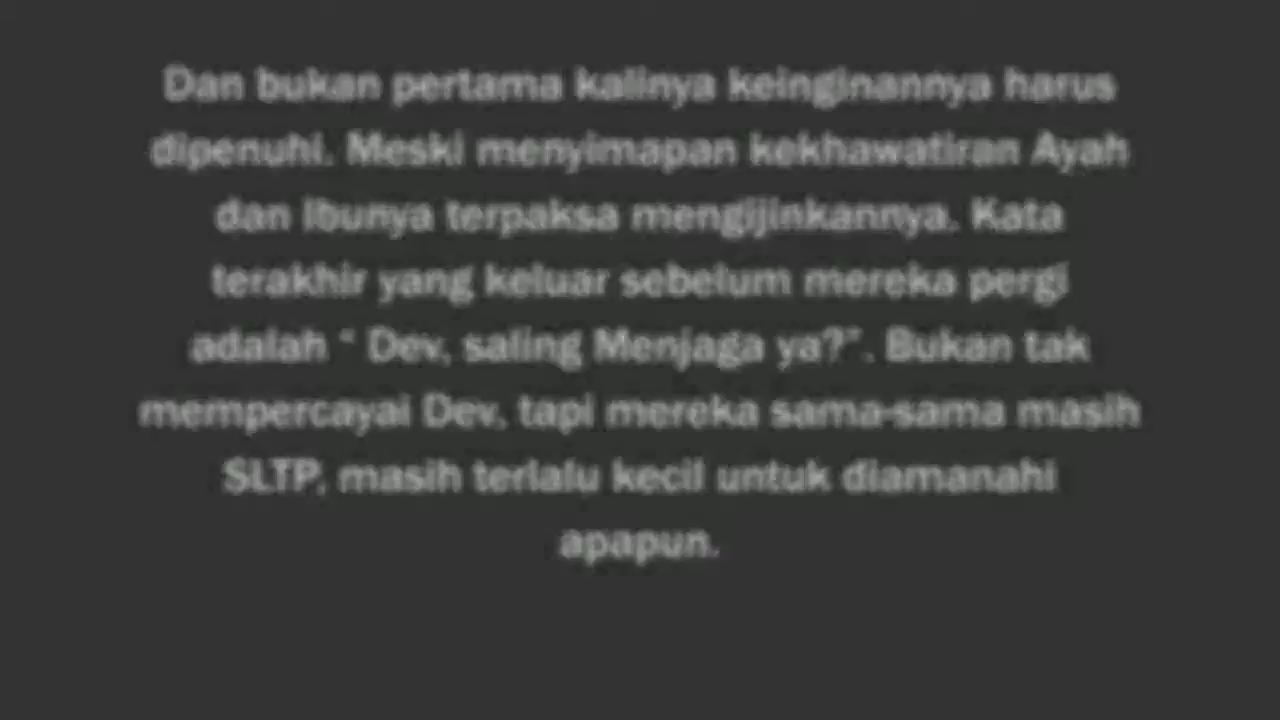 Dan bukan pertama kalinya keinginannya harus
dipenuhi. Meski menyimapan kekhawatiran Ayah
dan Ibunya terpaksa mengijinkannya. Kata
terakhir yang keluar sebelum mereka pergi
adalah “ Dev, saling Menjaga ya?”. Bukan tak
mempercayai Dev, tapi mereka sama-sama masih
SLTP, masih terlalu kecil untuk diamanahi
apapun.